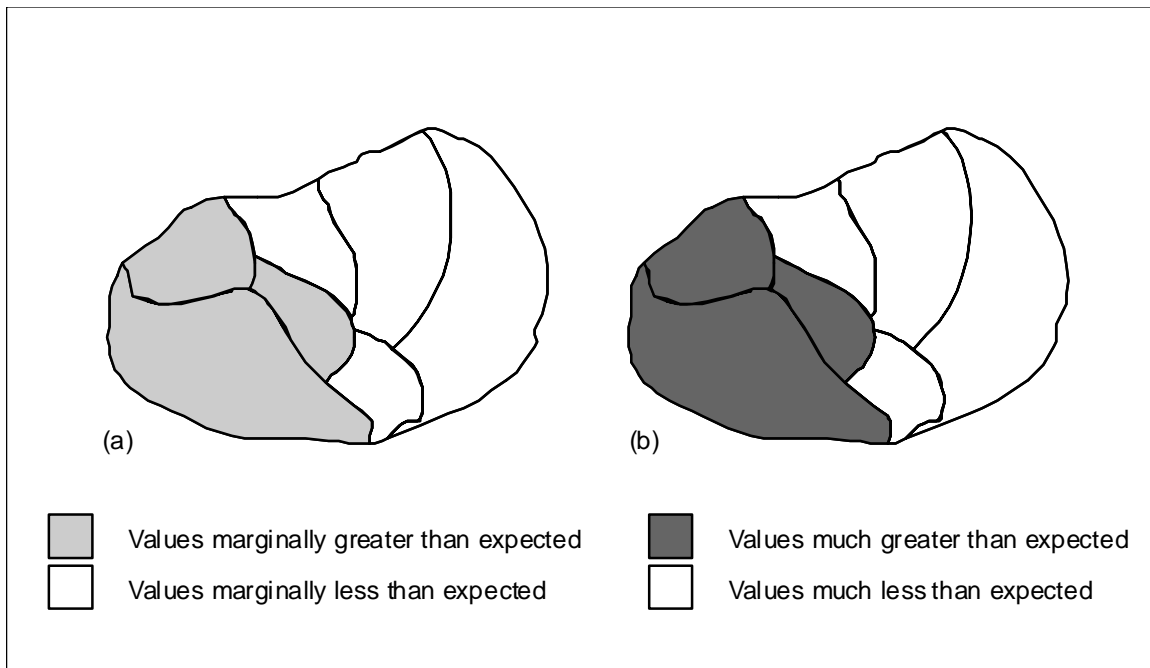 (a)
(b)
Values marginally greater than expected
Values marginally less than expected
Values much greater than expected
Values much less than expected